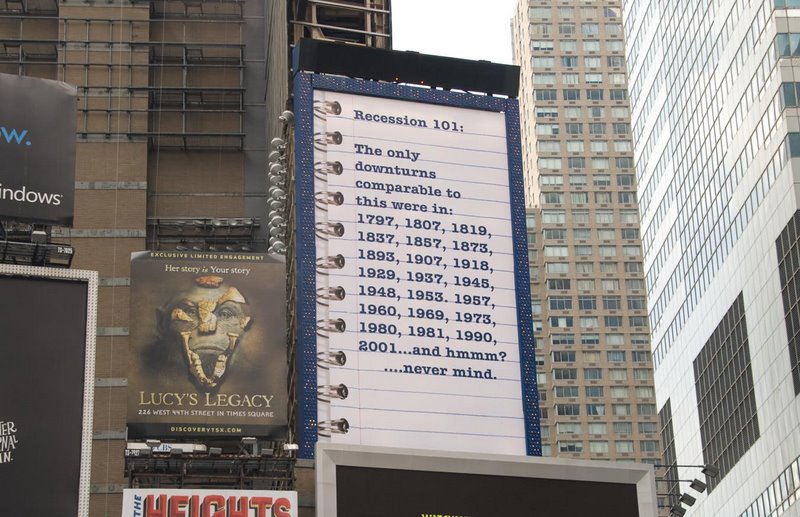 w.
indows
EXCLUSIVE LIMITED ENGAGEMENT
Her story is Your story
LUCY'S LEGACY
226 WEST 44TH STREET IN TIMES SQUARE
DISCOVERYTSX.COM
CBS
THE HEIGHTS
Recession 101:
The only
downturns
comparable to
this were in:
1797, 1807, 1819,
1837, 1857, 1873,
1893, 1907, 1918,
1929, 1937, 1945,
1948, 1953. 1957,
1960, 1969, 1973,
1980, 1981, 1990,
2001...and hmmm?
....never mind.